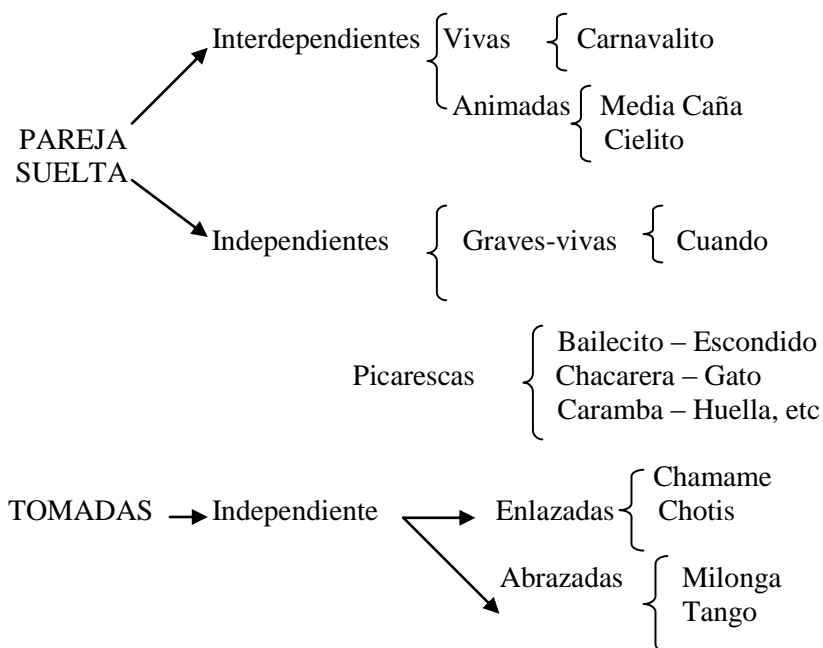 Interdependientes Vivas Carnavalito
Animadas Media Caña
Cielito
PAREJA
SUELTA
Independientes Graves-vivas Cuando
Picarescas Bailecito – Escondido
Chacarera – Gato
Caramba – Huella, etc
TOMADAS Independiente Enlazadas Chamame
Chotis
Abrazadas Milonga
Tango